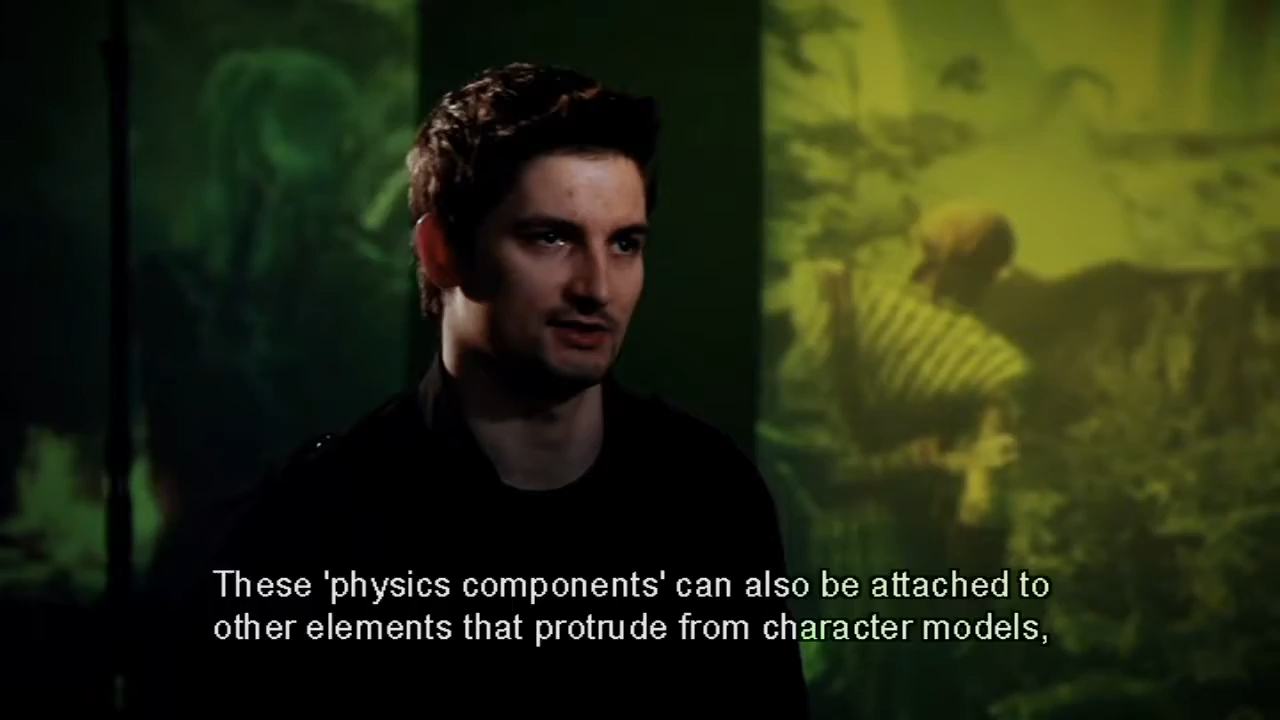 These 'physics components' can also be attached to
other elements that protrude from character models,